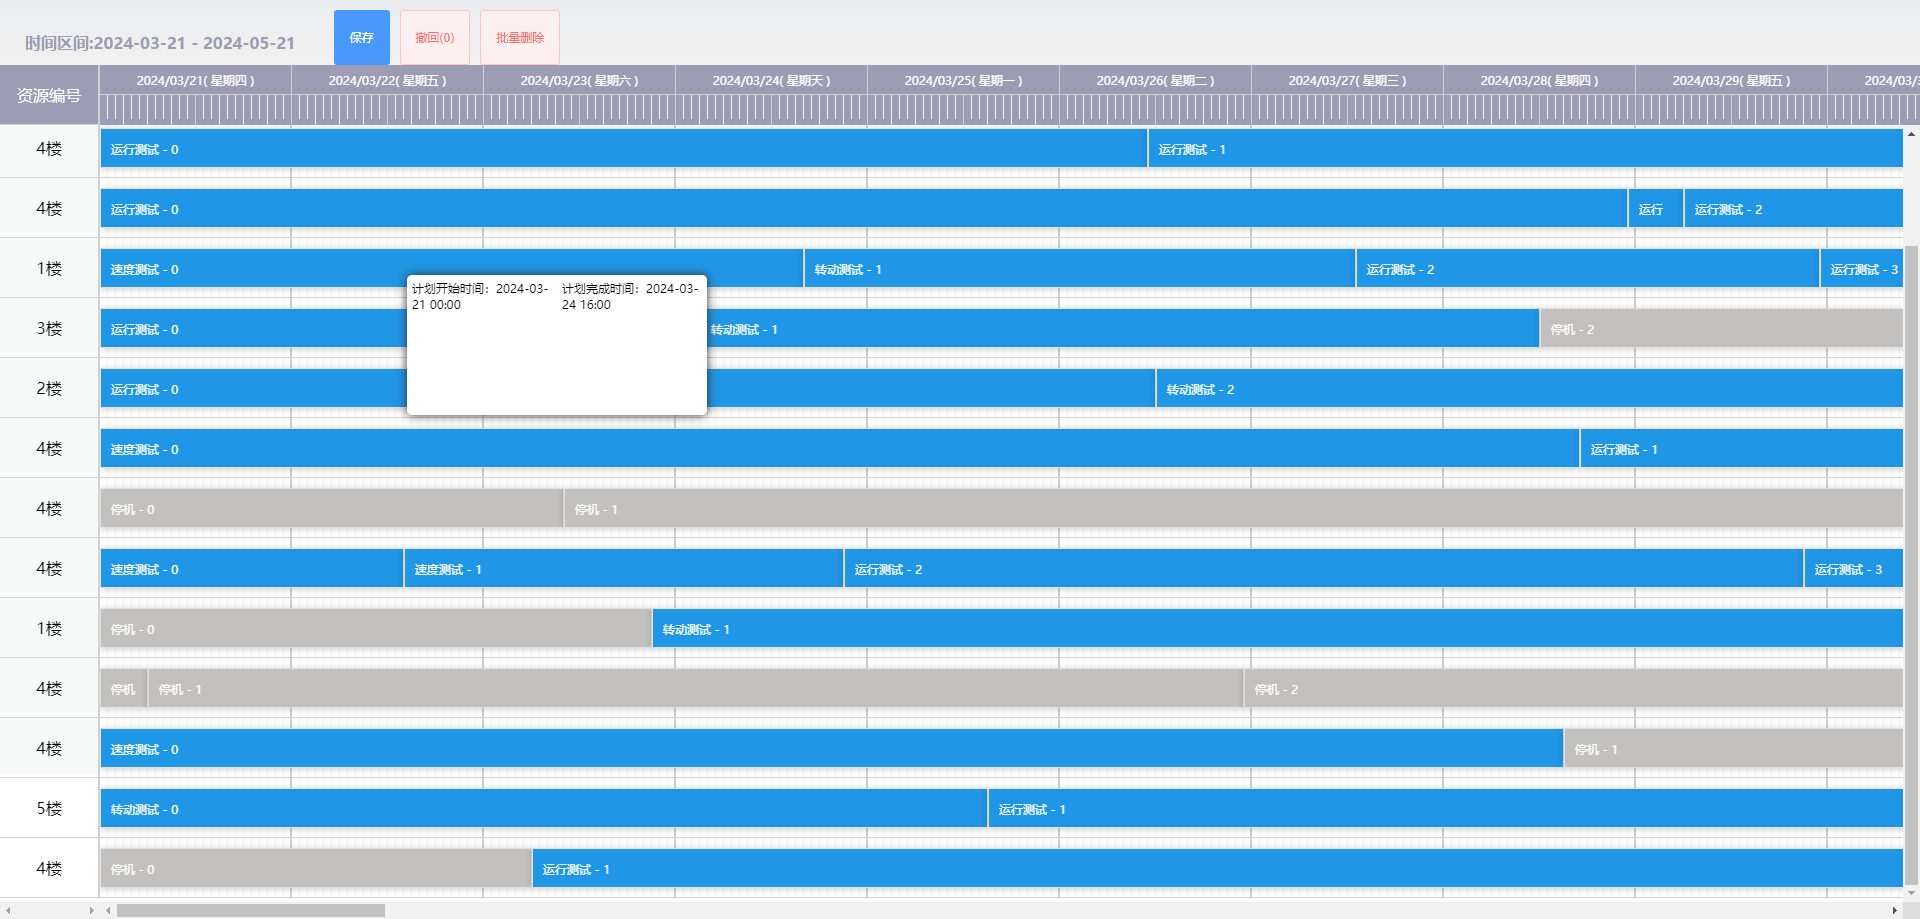 时间区间:2024-03-21 - 2024-05-21
保存
撤回(0)
批量删除
资源编号
2024/03/21( 星期四 )
2024/03/22( 星期五 )
2024/03/23( 星期六 )
2024/03/24( 星期天 )
2024/03/25( 星期一 )
2024/03/26( 星期二 )
2024/03/27( 星期三 )
2024/03/28( 星期四 )
2024/03/29( 星期五 )
2024/03/3
4楼
运行测试 - 0
运行测试 - 1
4楼
运行测试 - 0
运行
运行测试 - 2
1楼
速度测试 - 0
转动测试 - 1
运行测试 - 2
运行测试 - 3
计划开始时间：2024-03-
21 00:00
计划完成时间：2024-03-
24 16:00
3楼
运行测试 - 0
转动测试 - 1
停机 - 2
2楼
运行测试 - 0
转动测试 - 2
4楼
速度测试 - 0
运行测试 - 1
4楼
停机 - 0
停机 - 1
4楼
速度测试 - 0
速度测试 - 1
运行测试 - 2
运行测试 - 3
1楼
停机 - 0
转动测试 - 1
4楼
停机
停机 - 1
停机 - 2
4楼
速度测试 - 0
停机 - 1
5楼
转动测试 - 0
运行测试 - 1
4楼
停机 - 0
运行测试 - 1